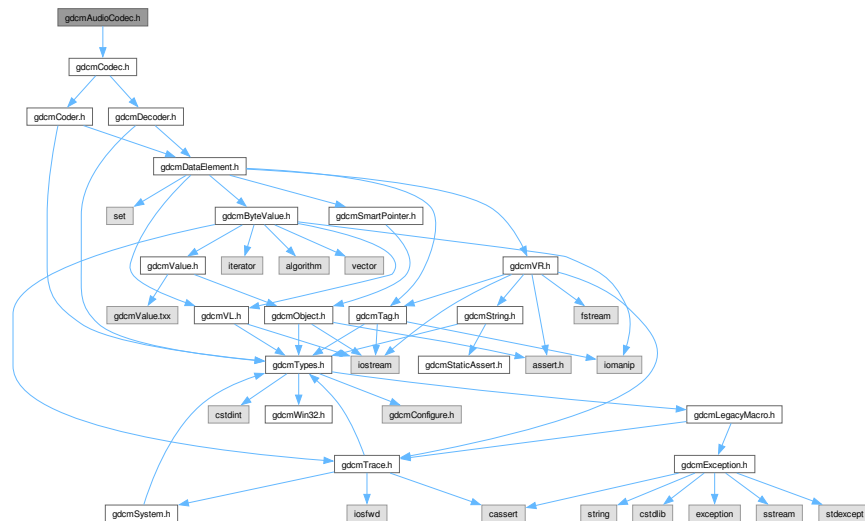 gdcmAudioCodec.h
gdcmCodec.h
gdcmCoder.h
gdcmDecoder.h
gdcmDataElement.h
set
gdcmByteValue.h
gdcmSmartPointer.h
gdcmValue.h
iterator
algorithm
vector
gdcmVR.h
gdcmValue.txx
gdcmVL.h
gdcmObject.h
gdcmTag.h
gdcmString.h
fstream
gdcmTypes.h
iostream
gdcmStaticAssert.h
assert.h
iomanip
cstdint
gdcmWin32.h
gdcmConfigure.h
gdcmLegacyMacro.h
gdcmTrace.h
gdcmException.h
gdcmSystem.h
iosfwd
cassert
string
cstdlib
exception
sstream
stdexcept